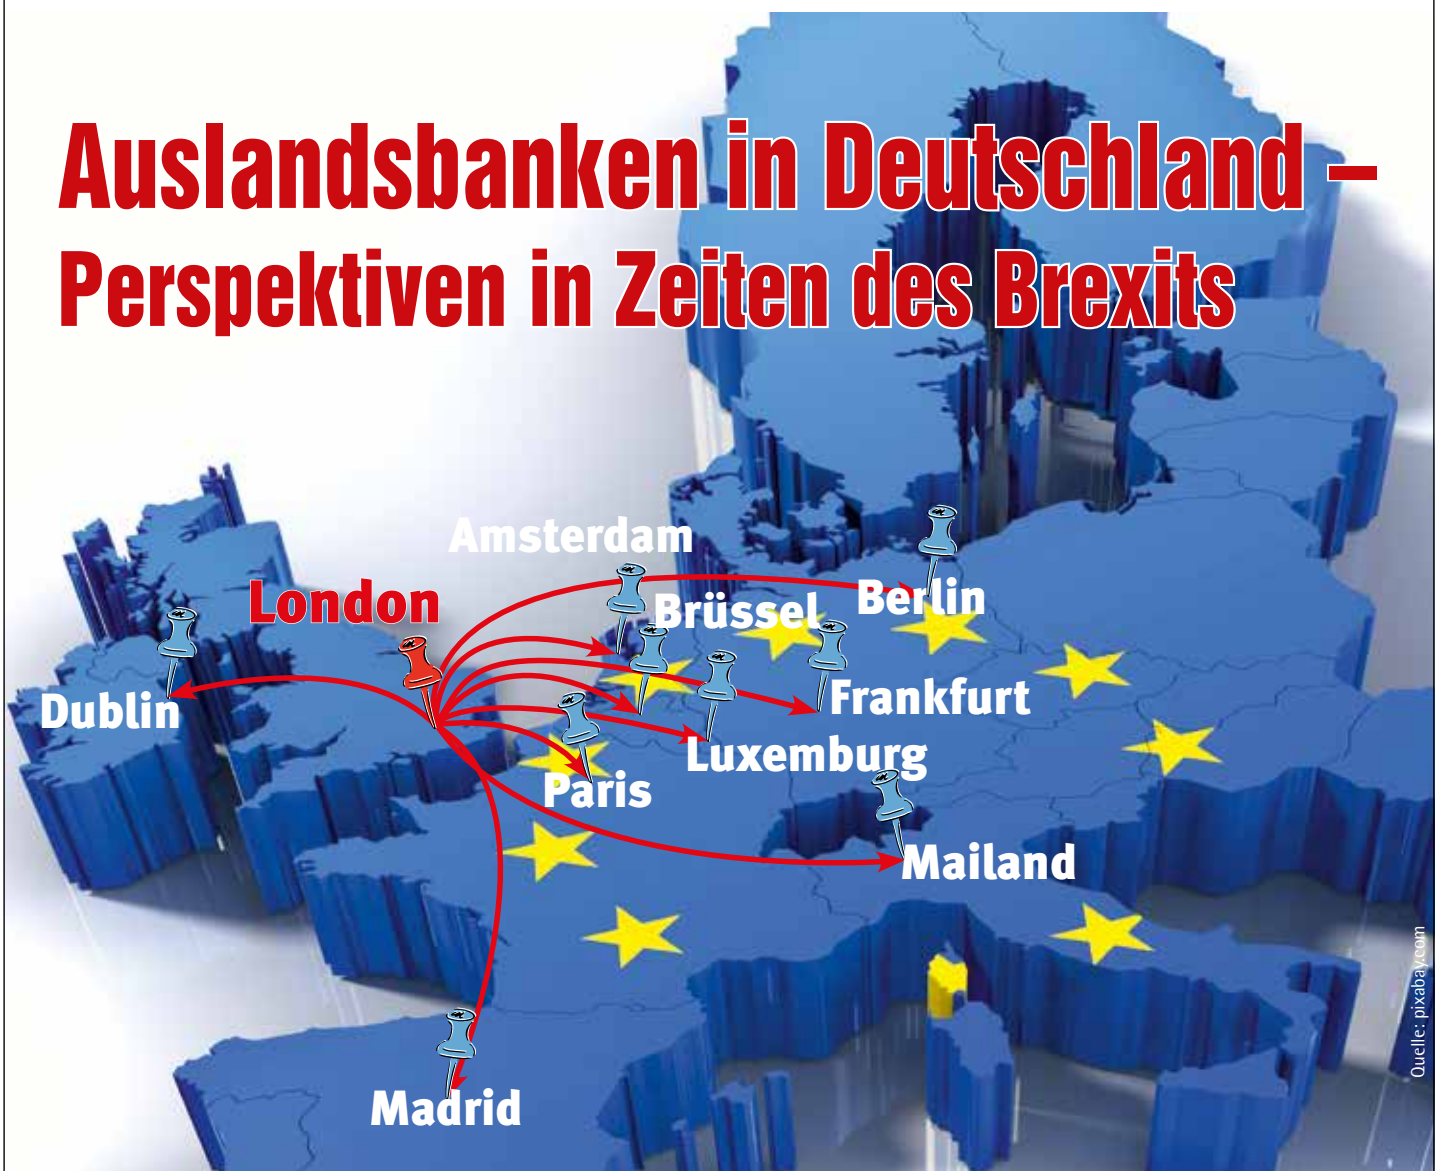 Auslandsbanken in Deutschland –
Perspektiven in Zeiten des Brexits
Amsterdam
London
Brüssel
Berlin
Dublin
Frankfurt
Luxemburg
Paris
Mailand
Madrid
Quelle: pixabay.com